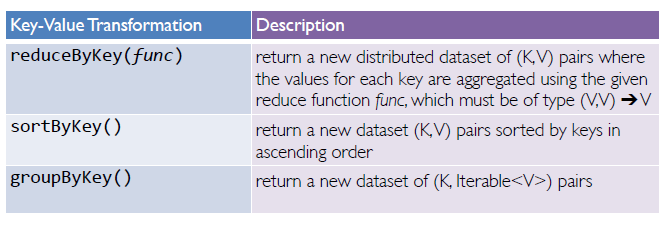 Key-Value Transformation Description
reduceByKey(func) return a new distributed dataset of (K,V) pairs where
the values for each key are aggregated using the given
reduce function func, which must be of type (V,V) ➔ V
sortByKey() return a new dataset (K,V) pairs sorted by keys in
ascending order
groupByKey() return a new dataset of (K, Iterable<V>) pairs